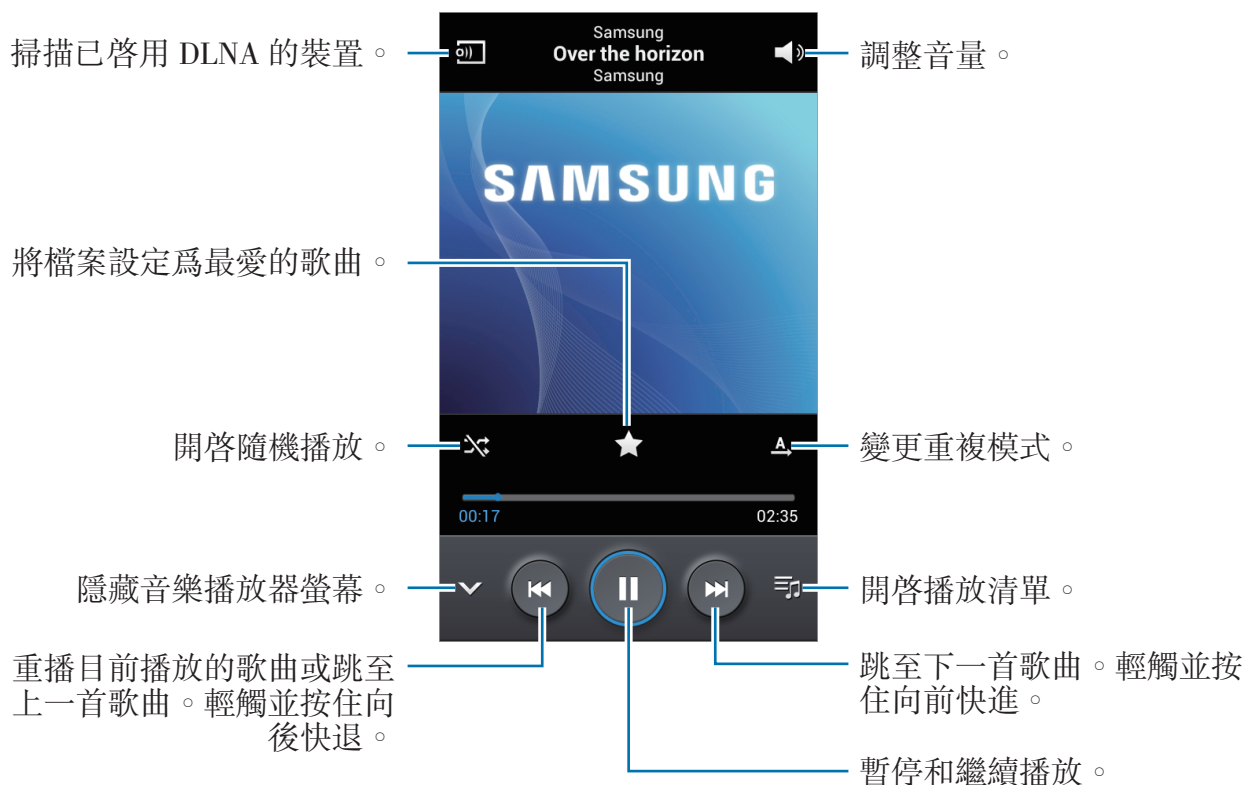 Samsung
掃描已啓用 DLNA 的裝置。
Over the horizon
調整音量。
Samsung
SAMSUNG
將檔案設定爲最愛的歌曲。
開啓隨機播放。
A
變更重複模式。
00:17
02:35
隱藏音樂播放器螢幕。
開啓播放清單。
重播目前播放的歌曲或跳至
上一首歌曲。輕觸並按住向
後快退。
跳至下一首歌曲。輕觸並按
住向前快進。
暫停和繼續播放。